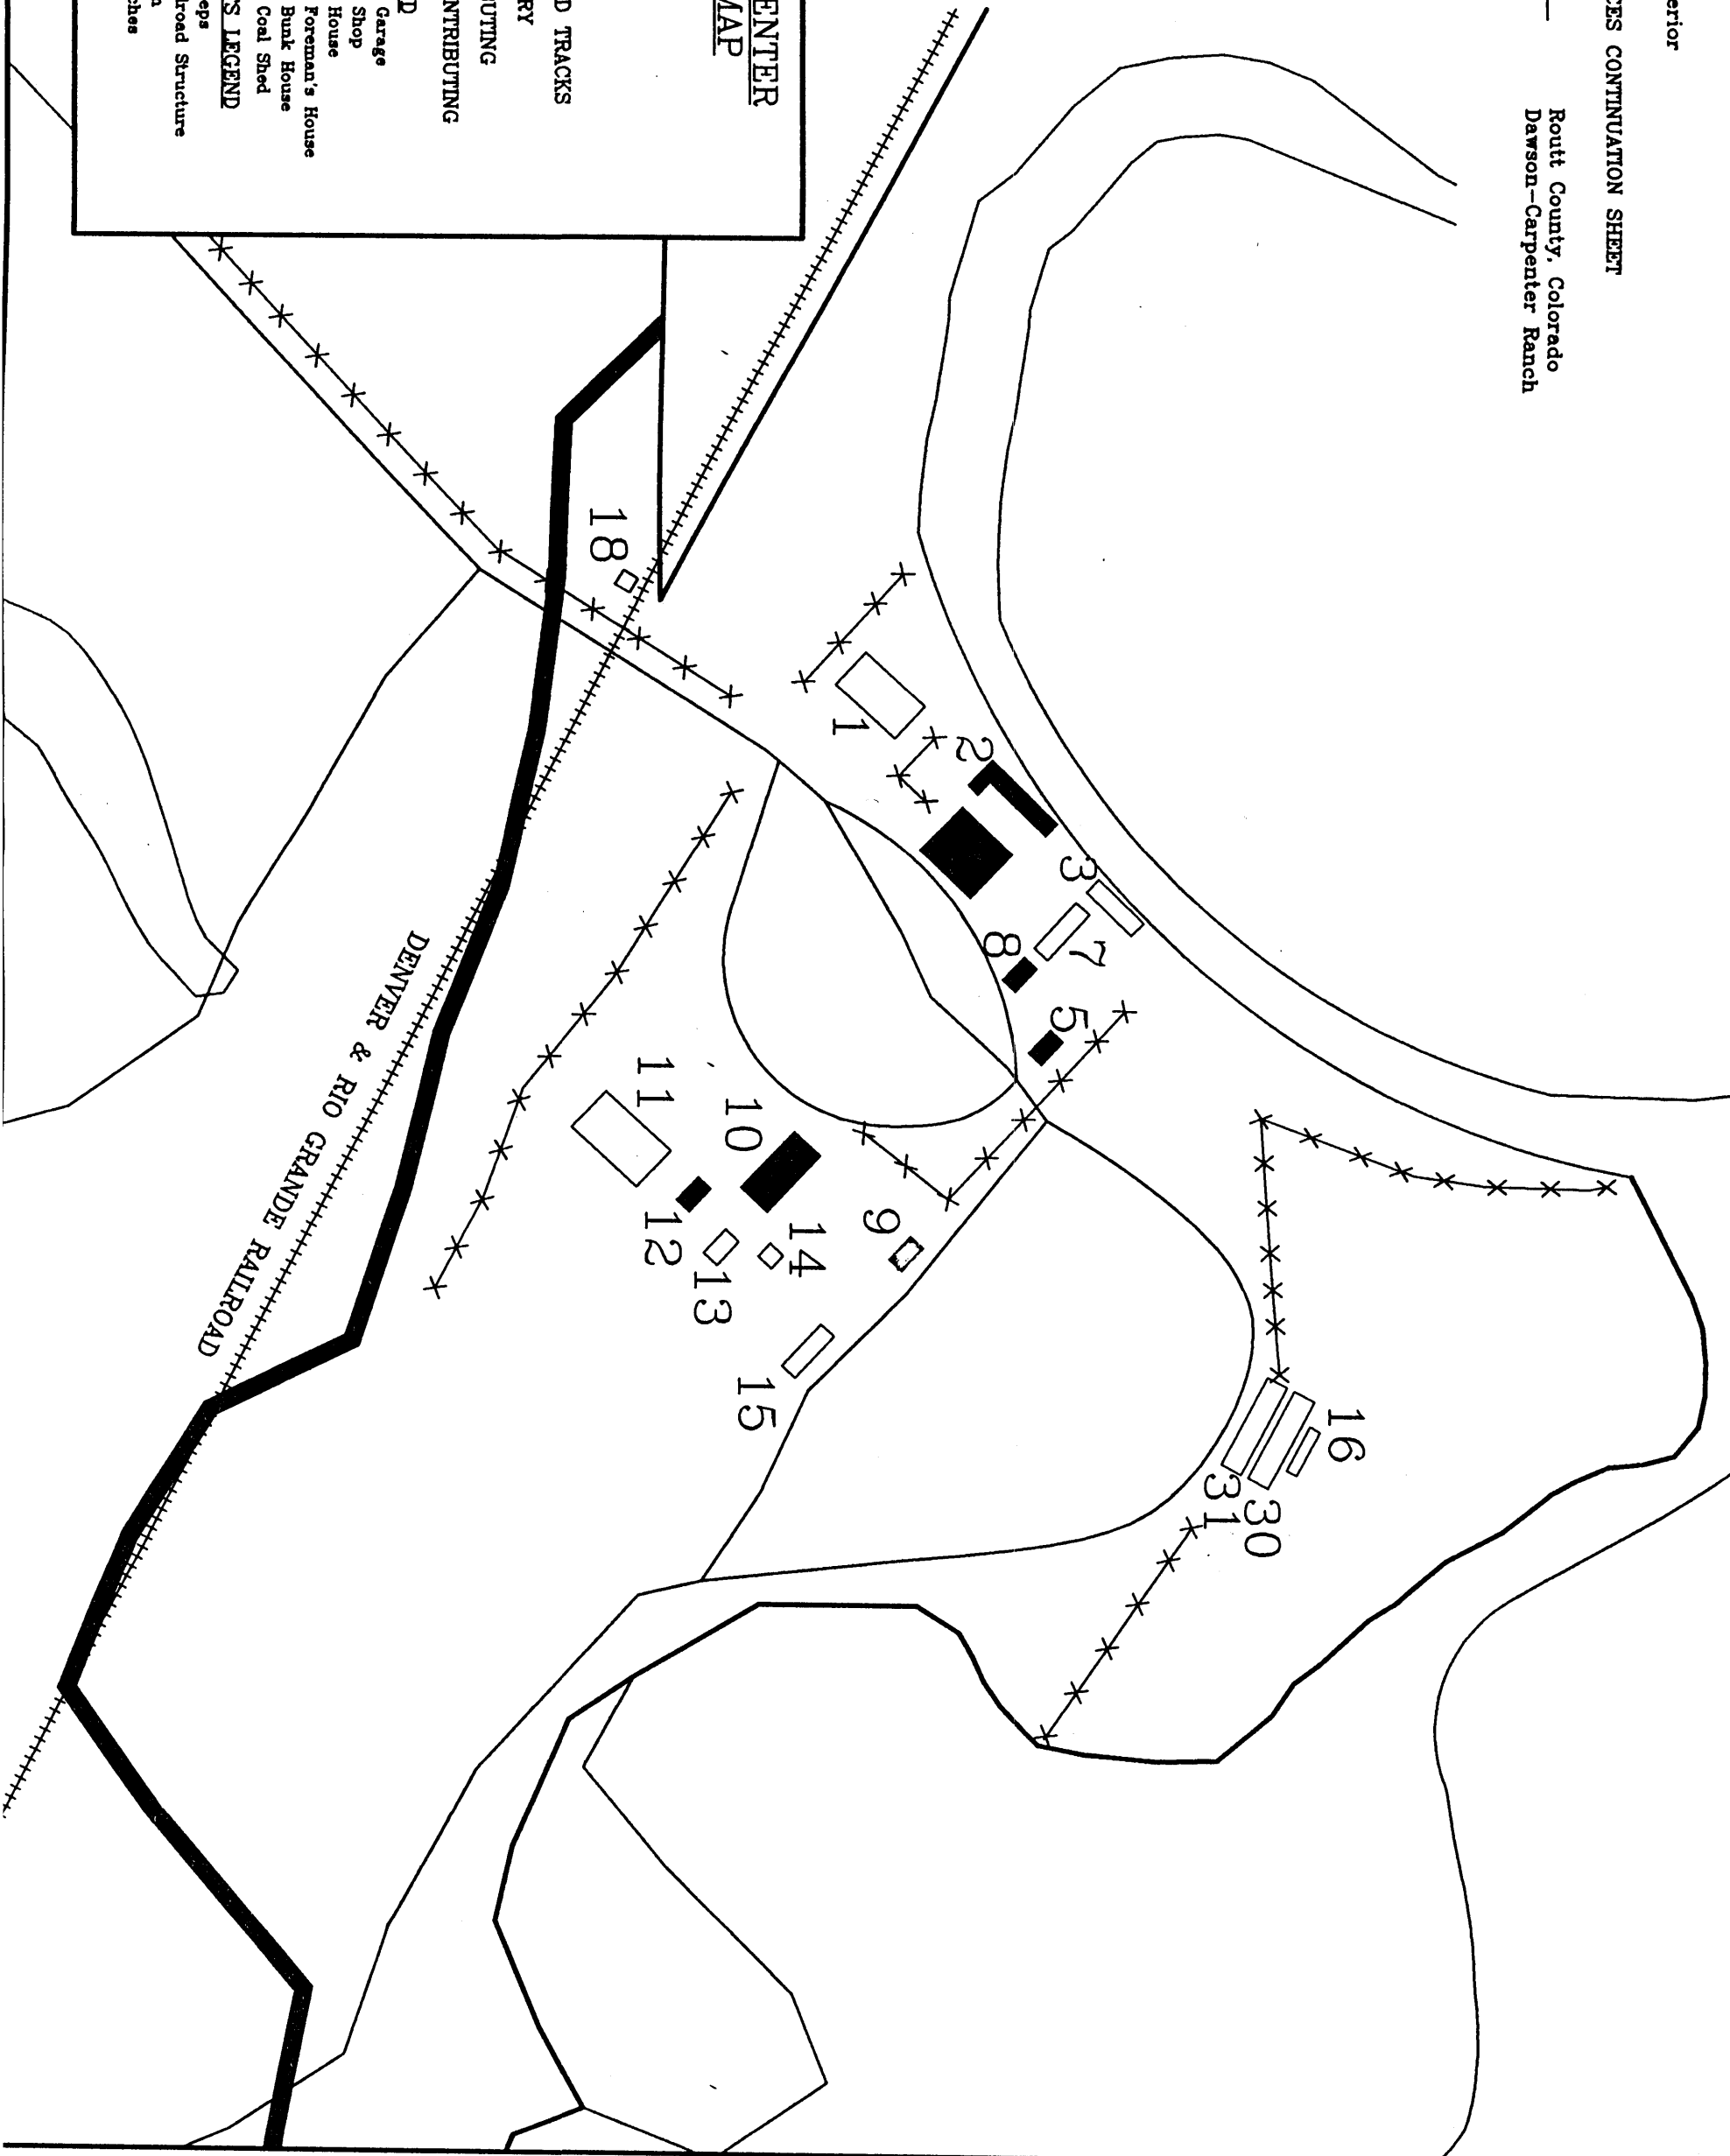 erior
CES CONTINUATION SHEET
Routt County, Colorado
Dawson-Carpenter Ranch
ENTER
MAP
D TRACKS
RY
UTING
NTRIBUTING
D
Garage
Shop
House
Foreman's House
Bunk House
Coal Shed
S LEGEND
eps
lroad Structure
n
ches
18
1
2
3
7
8
5
11
10
12
13
14
9
15
16
30
31
DENVER & RIO GRANDE RAILROAD